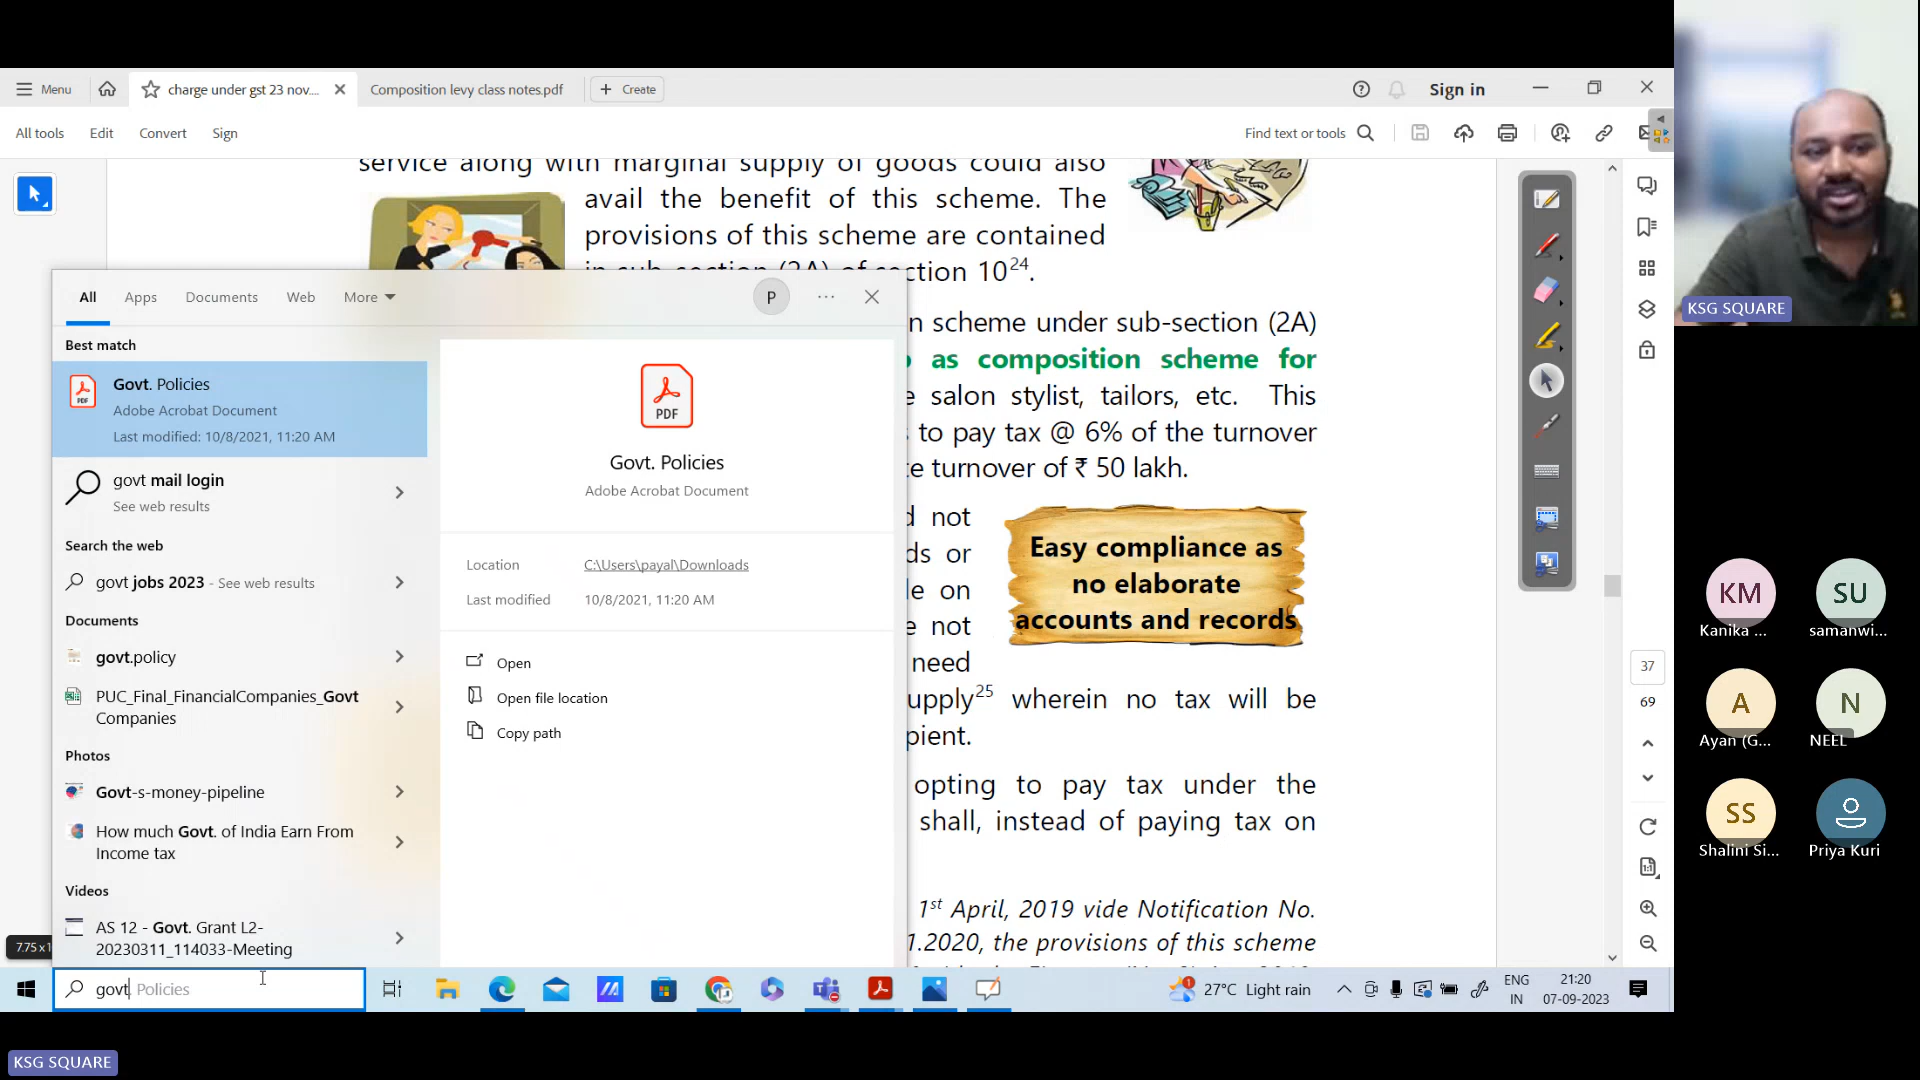 Menu
charge under gst 23 nov....
Composition levy class notes.pdf
+ Create
Sign in
All tools
Edit
Convert
Sign
Find text or tools
service along with marginal supply of goods could also
avail the benefit of this scheme. The
provisions of this scheme are contained
in sub-section (2A) of section 10²⁴.
n scheme under sub-section (2A)
as composition scheme for
e salon stylist, tailors, etc. This
to pay tax @ 6% of the turnover
te turnover of ₹ 50 lakh.
d not
ds or
le on
e not
need
upply²⁵ wherein no tax will be
pient.
opting to pay tax under the
shall, instead of paying tax on
1st April, 2019 vide Notification No.
1.2020, the provisions of this scheme
Easy compliance as
no elaborate
accounts and records
37
69
All
Apps
Documents
Web
More
P
Best match
Govt. Policies
Adobe Acrobat Document
Last modified: 10/8/2021, 11:20 AM
govt mail login
See web results
Search the web
govt jobs 2023 - See web results
Documents
govt.policy
PUC_Final_FinancialCompanies_Govt
Companies
Photos
Govt-s-money-pipeline
How much Govt. of India Earn From
Income tax
Videos
AS 12 - Govt. Grant L2-
20230311_114033-Meeting
PDF
Govt. Policies
Adobe Acrobat Document
Location C:\Users\payal\Downloads
Last modified 10/8/2021, 11:20 AM
Open
Open file location
Copy path
7.75 x 1
govt Policies
27°C Light rain
ENG
IN
21:20
07-09-2023
KSG SQUARE
KM
Kanika ...
SU
samanwi...
A
Ayan (G...
N
NEEL
SS
Shalini Si...
Priya Kuri
KSG SQUARE